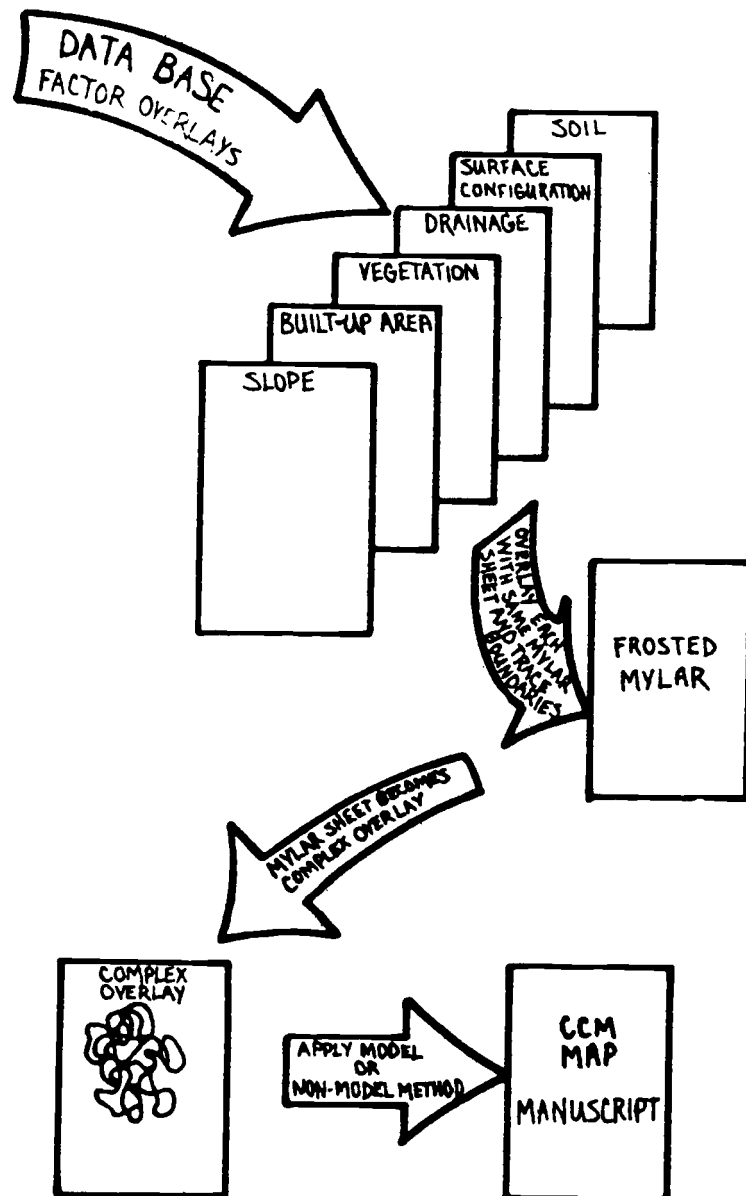 DATA BASE
FACTOR OVERLAYS
SOIL
SURFACE
CONFIGURATION
DRAINAGE
VEGETATION
BUILT-UP AREA
SLOPE
OVERLAY EACH
WITH SAME MYLAR
SHEET AND TRACE
BOUNDARIES
FROSTED
MYLAR
MYLAR SHEET BECOMES
COMPLEX OVERLAY
COMPLEX
OVERLAY
APPLY MODEL
OR
NON-MODEL METHOD
CCM
MAP
MANUSCRIPT